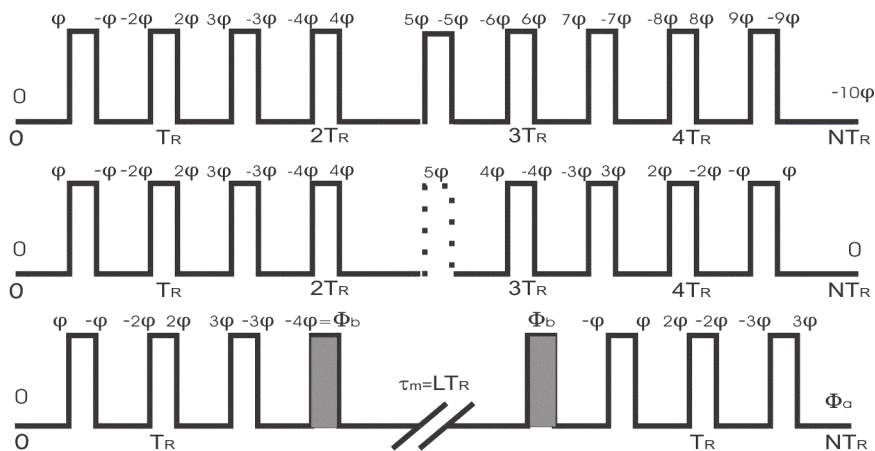 φ -φ -2φ 2φ 3φ -3φ -4φ 4φ 5φ -5φ -6φ 6φ 7φ -7φ -8φ 8φ 9φ -9φ
0 -10φ
0 TR 2TR 3TR 4TR NTR
φ -φ -2φ 2φ 3φ -3φ -4φ 4φ 5φ 4φ -4φ -3φ 3φ 2φ -2φ -φ φ
0 0
0 TR 2TR 3TR 4TR NTR
φ -φ -2φ 2φ 3φ -3φ -4φ=Φb Φb -φ φ 2φ -2φ -3φ 3φ
τm=LTR
0 Φa
0 TR TR NTR